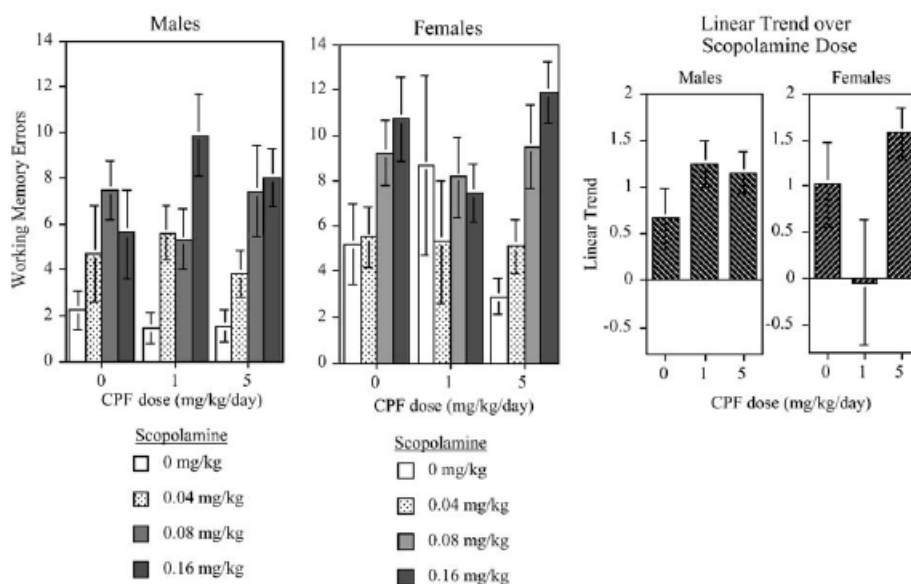 Males
Females
Linear Trend over
Scopolamine Dose
Males
Females
Working Memory Errors
14
12
10
8
6
4
2
0
0
1
5
CPF dose (mg/kg/day)
14
12
10
8
6
4
2
0
0
1
5
CPF dose (mg/kg/day)
Linear Trend
2
1.5
1
0.5
0
-0.5
0
1
5
CPF dose (mg/kg/day)
2
1.5
1
0.5
0
-0.5
0
1
5
Scopolamine
0 mg/kg
0.04 mg/kg
0.08 mg/kg
0.16 mg/kg
Scopolamine
0 mg/kg
0.04 mg/kg
0.08 mg/kg
0.16 mg/kg